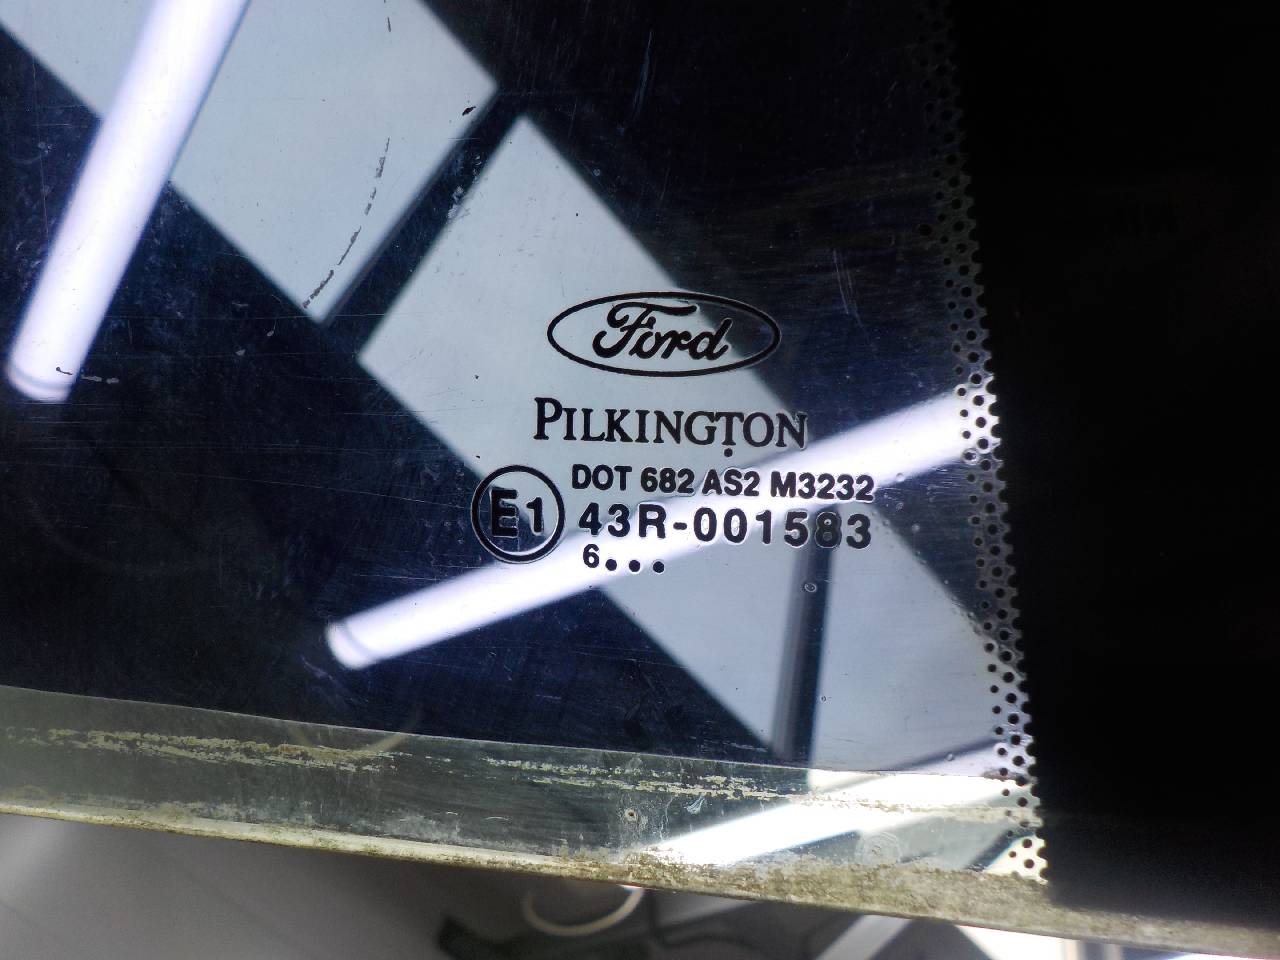 Ford
PILKINGTON
DOT 682 AS2 M3232
E1 43R-001583
6•••